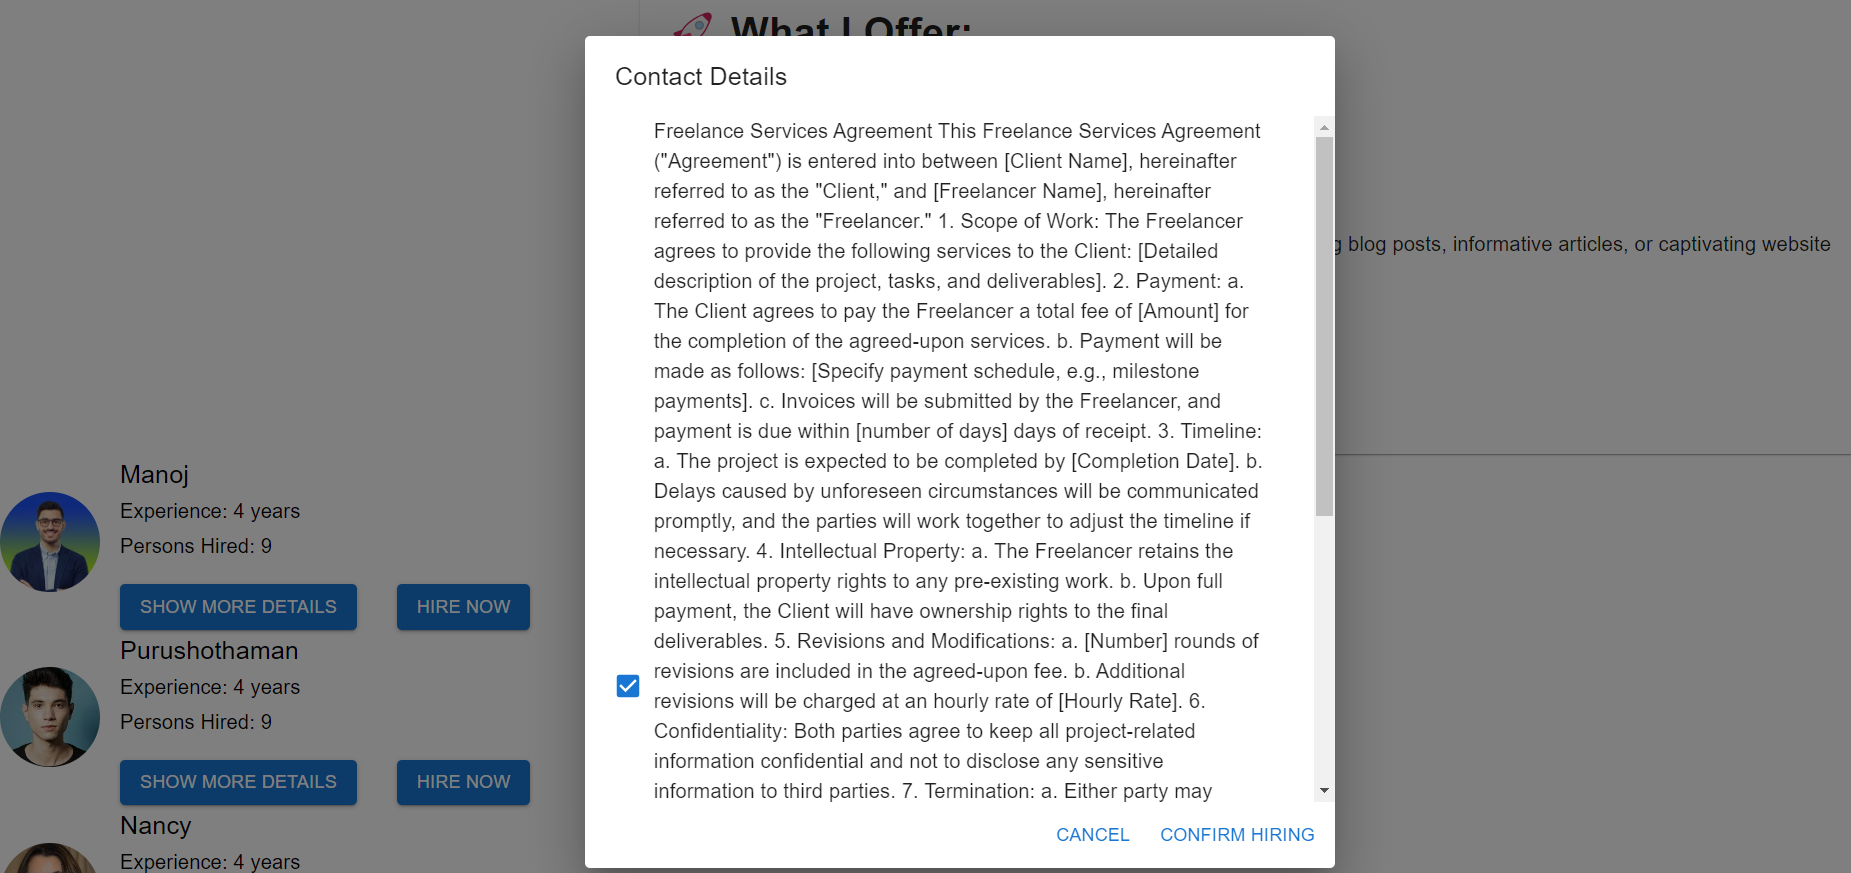 What I Offer:
Contact Details
Freelance Services Agreement This Freelance Services Agreement
("Agreement") is entered into between [Client Name], hereinafter
referred to as the "Client," and [Freelancer Name], hereinafter
referred to as the "Freelancer." 1. Scope of Work: The Freelancer
agrees to provide the following services to the Client: [Detailed
description of the project, tasks, and deliverables]. 2. Payment: a.
The Client agrees to pay the Freelancer a total fee of [Amount] for
the completion of the agreed-upon services. b. Payment will be
made as follows: [Specify payment schedule, e.g., milestone
payments]. c. Invoices will be submitted by the Freelancer, and
payment is due within [number of days] days of receipt. 3. Timeline:
a. The project is expected to be completed by [Completion Date]. b.
Delays caused by unforeseen circumstances will be communicated
promptly, and the parties will work together to adjust the timeline if
necessary. 4. Intellectual Property: a. The Freelancer retains the
intellectual property rights to any pre-existing work. b. Upon full
payment, the Client will have ownership rights to the final
deliverables. 5. Revisions and Modifications: a. [Number] rounds of
revisions are included in the agreed-upon fee. b. Additional
revisions will be charged at an hourly rate of [Hourly Rate]. 6.
Confidentiality: Both parties agree to keep all project-related
information confidential and not to disclose any sensitive
information to third parties. 7. Termination: a. Either party may
CANCEL CONFIRM HIRING
blog posts, informative articles, or captivating website
Manoj
Experience: 4 years
Persons Hired: 9
SHOW MORE DETAILS HIRE NOW
Purushothaman
Experience: 4 years
Persons Hired: 9
SHOW MORE DETAILS HIRE NOW
Nancy
Experience: 4 years